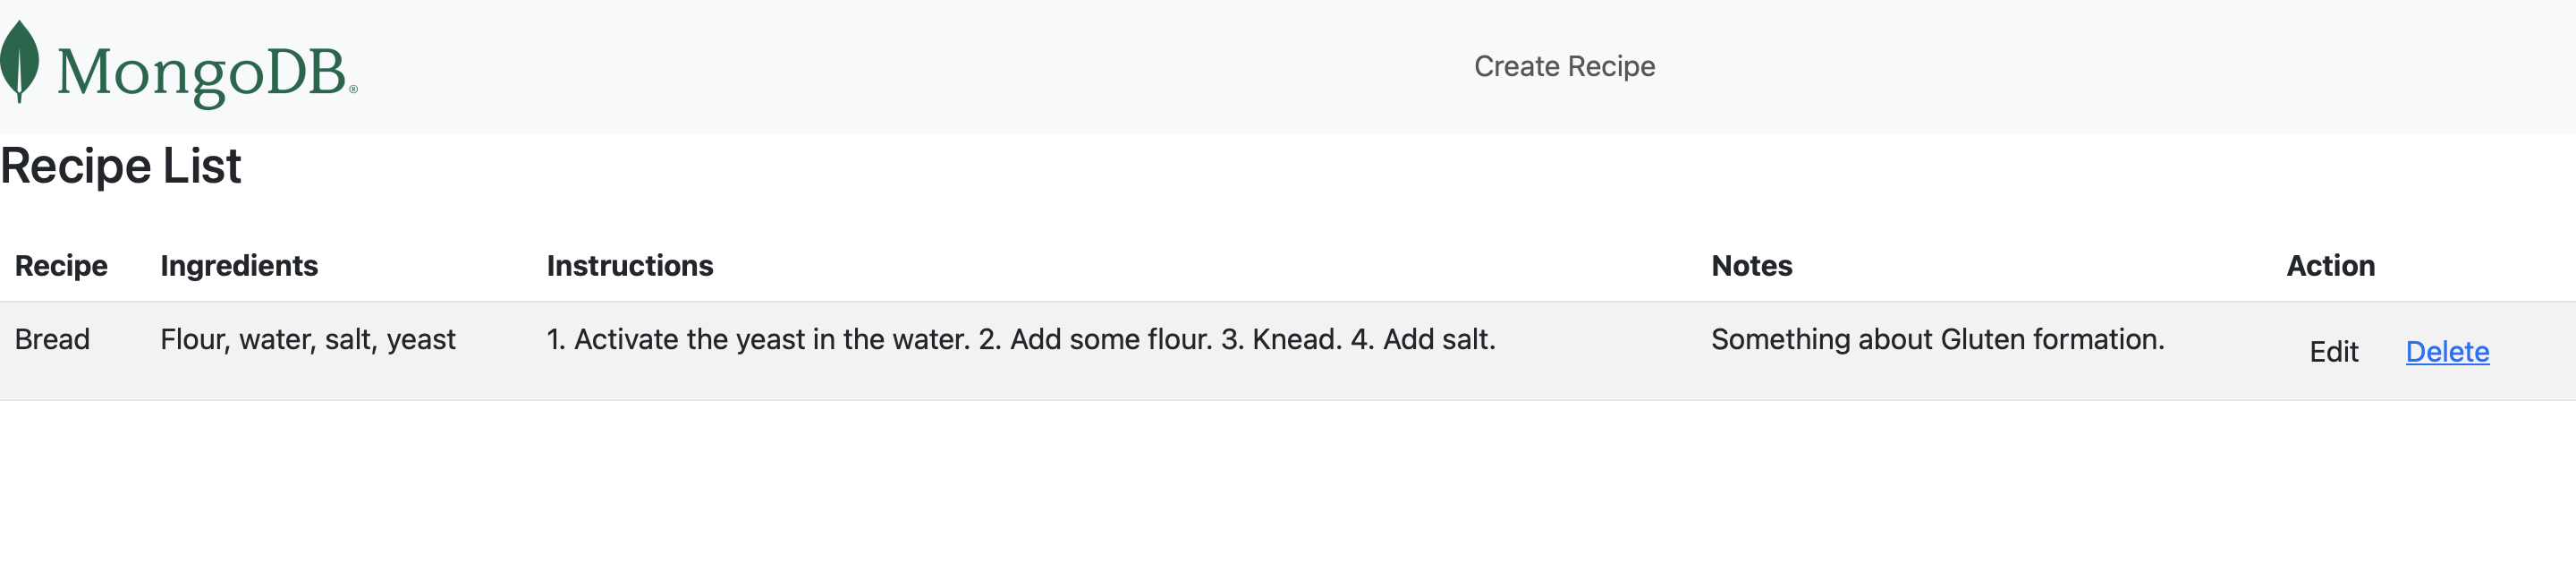 MongoDB®
Create Recipe
Recipe List
Recipe Ingredients Instructions Notes Action
Bread Flour, water, salt, yeast 1. Activate the yeast in the water. 2. Add some flour. 3. Knead. 4. Add salt. Something about Gluten formation. Edit Delete